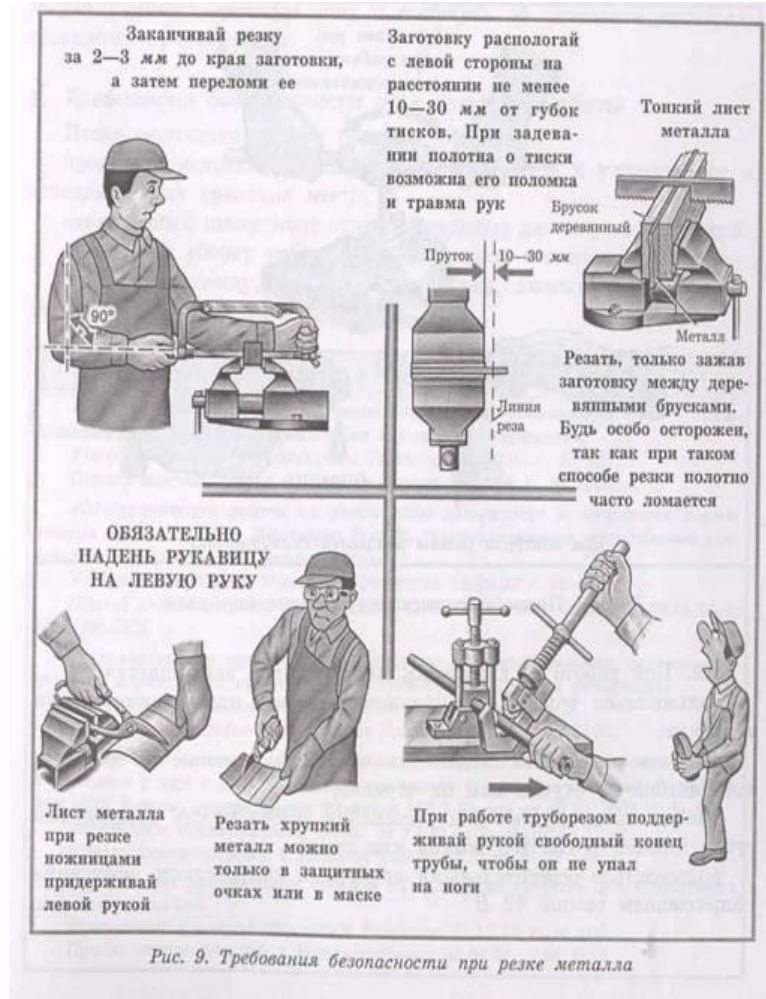 Заканчивай резку
за 2—3 мм до края заготовки,
а затем переломи ее
Заготовку располагай
с левой стороны на
расстоянии не менее
10—30 мм от губок
тисков. При задева-
нии полотна о тиски
возможна его поломка
и травма рук
Тонкий лист
металла
Брусок
деревянный
Металл
90°
Пруток
10—30 мм
Линия
реза
Резать, только зажав
заготовку между дере-
вянными брусками.
Будь особо осторожен,
так как при таком
способе резки полотно
часто ломается
ОБЯЗАТЕЛЬНО
НАДЕНЬ РУКАВИЦУ
НА ЛЕВУЮ РУКУ
Лист металла
при резке
ножницами
придерживай
левой рукой
Резать хрупкий
металл можно
только в защитных
очках или в маске
При работе труборезом поддер-
живай рукой свободный конец
трубы, чтобы он не упал
на ноги
Рис. 9. Требования безопасности при резке металла